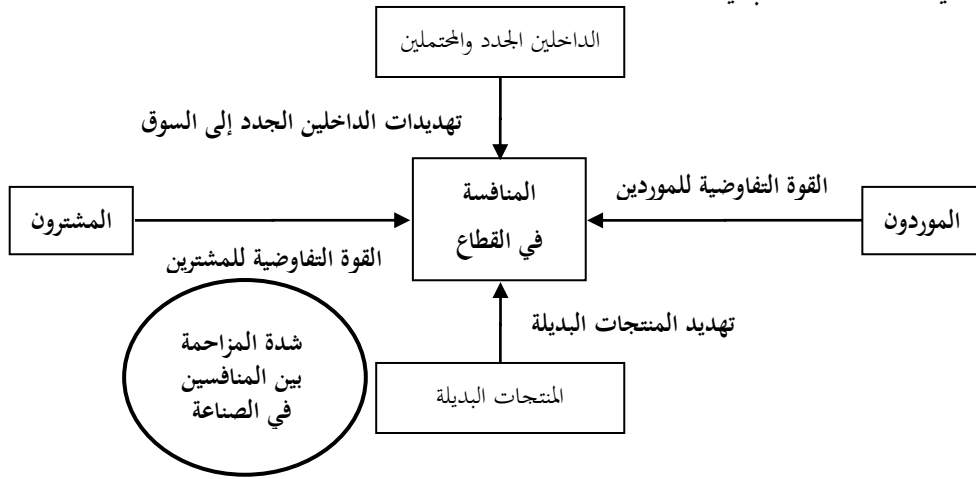 الداخلين الجدد والمحتملين
تهديدات الداخلين الجدد إلى السوق
المنافسة
في القطاع
القوة التفاوضية للموردين
الموردون
المشترون
القوة التفاوضية للمشترين
تهديد المنتجات البديلة
شدة المزاحمة
بين المنافسين
في الصناعة
المنتجات البديلة